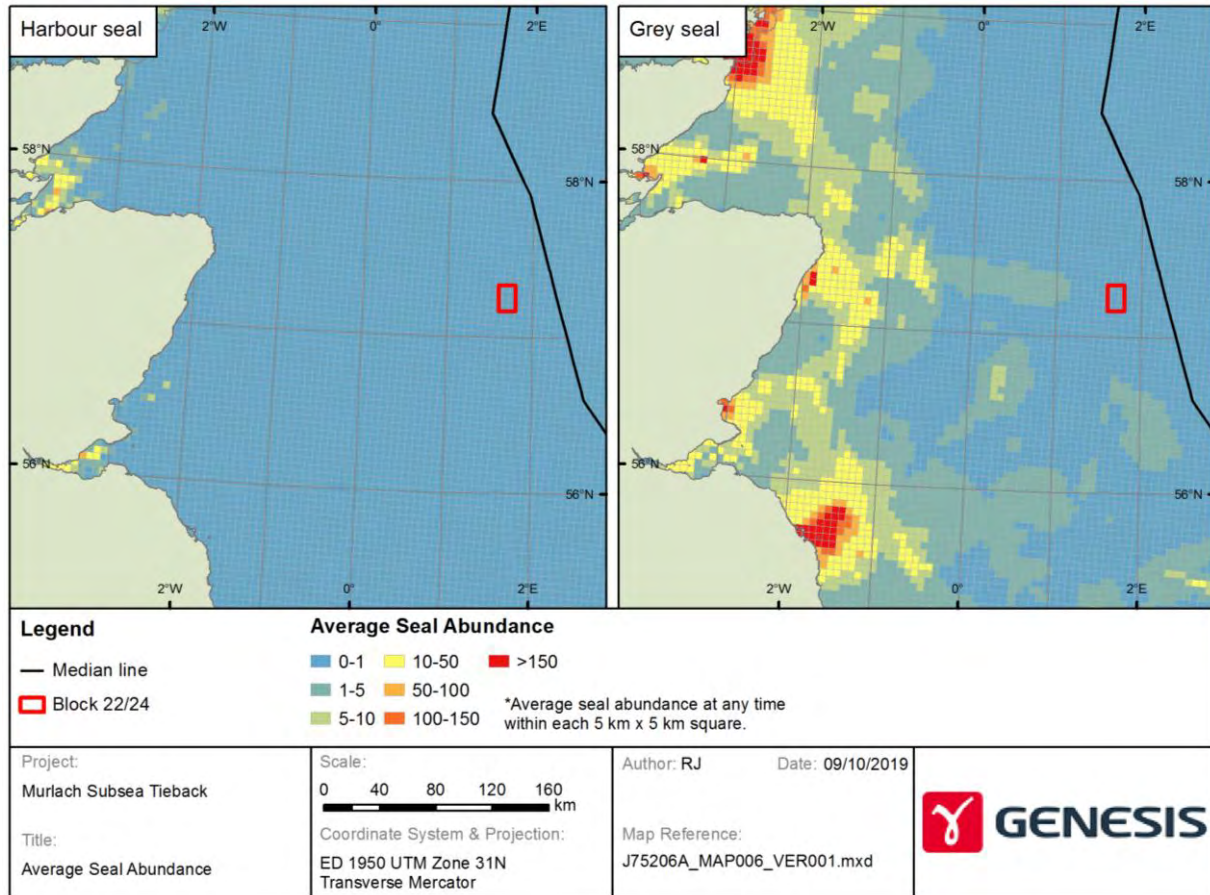 Harbour seal
2°W
0°
2°E
58°N
58°N
56°N
56°N
2°W
0°
2°E
Grey seal
2°W
0°
2°E
58°N
56°N
2°W
0°
2°E
Legend
Median line
Block 22/24
Average Seal Abundance
0-1
10-50
>150
1-5
50-100
5-10
100-150
*Average seal abundance at any time
within each 5 km x 5 km square.
Project:
Murlach Subsea Tieback
Title:
Average Seal Abundance
Scale:
0 40 80 120 160
km
Coordinate System & Projection:
ED 1950 UTM Zone 31N
Transverse Mercator
Author: RJ Date: 09/10/2019
Map Reference:
J75206A_MAP006_VER001.mxd
GENESIS